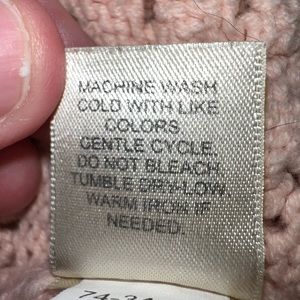 MACHINE WASH
COLD WITH LIKE
COLORS
GENTLE CYCLE.
DO NOT BLEACH
TUMBLE DRY-LOW
WARM IRON IF
NEEDED.